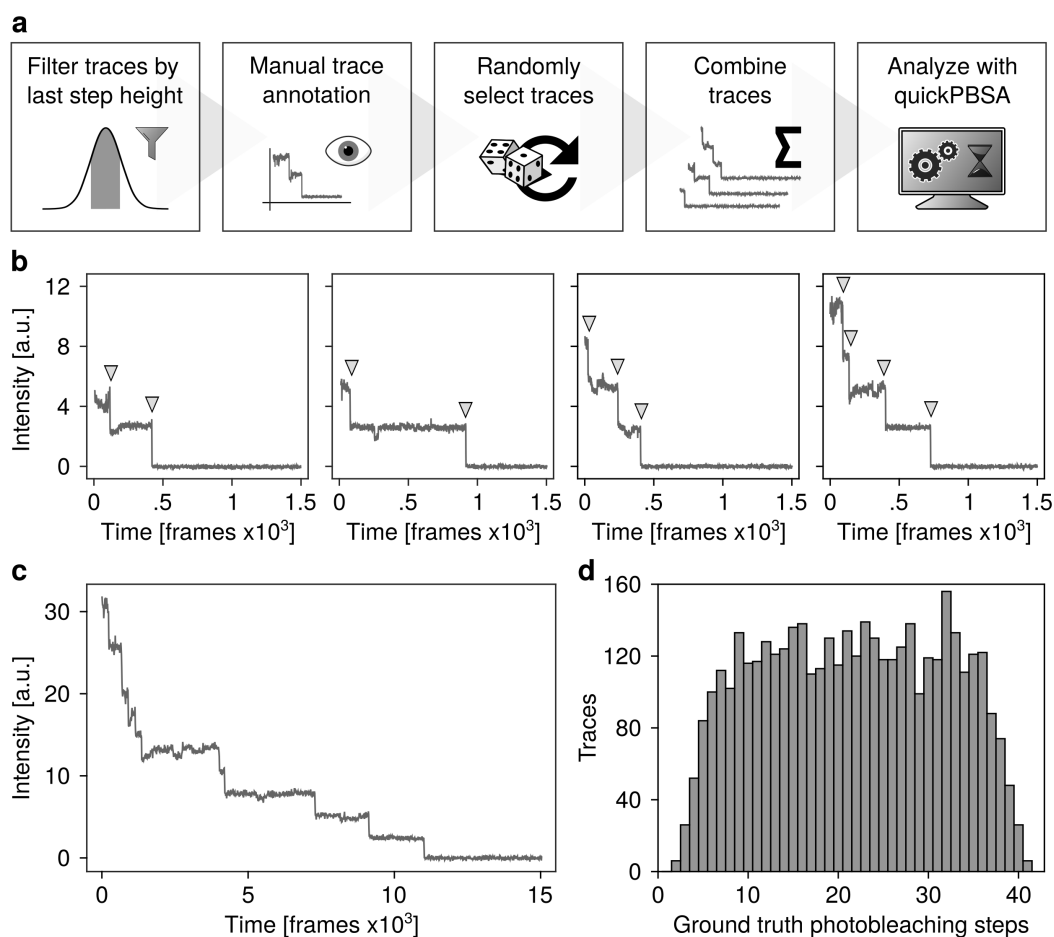 a
Filter traces by
last step height
Manual trace
annotation
Randomly
select traces
Combine
traces
Σ
Analyze with
quickPBSA
b
Intensity [a.u.]
12
8
4
0
0 .5 1 1.5
Time [frames x10³]
0 .5 1 1.5
Time [frames x10³]
0 .5 1 1.5
Time [frames x10³]
0 .5 1 1.5
Time [frames x10³]
c
Intensity [a.u.]
30
20
10
0
0 5 10 15
Time [frames x10³]
d
Traces
160
120
80
40
0
0 10 20 30 40
Ground truth photobleaching steps